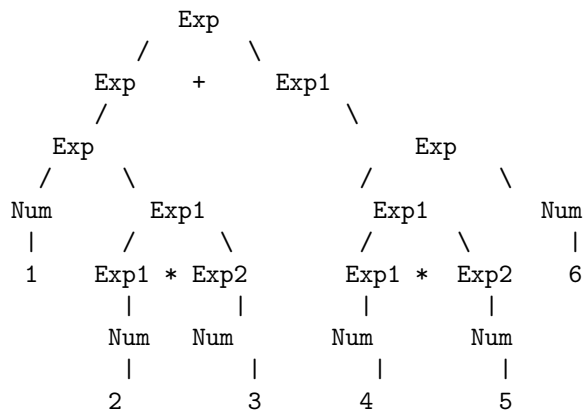 Exp
/ \
Exp + Exp1
/ \
Exp Exp
/ \ / \
Num Exp1 Exp1 Num
| / \ / \ |
1 Exp1 * Exp2 Exp1 * Exp2 6
| | | |
Num Num Num Num
| | | |
2 3 4 5